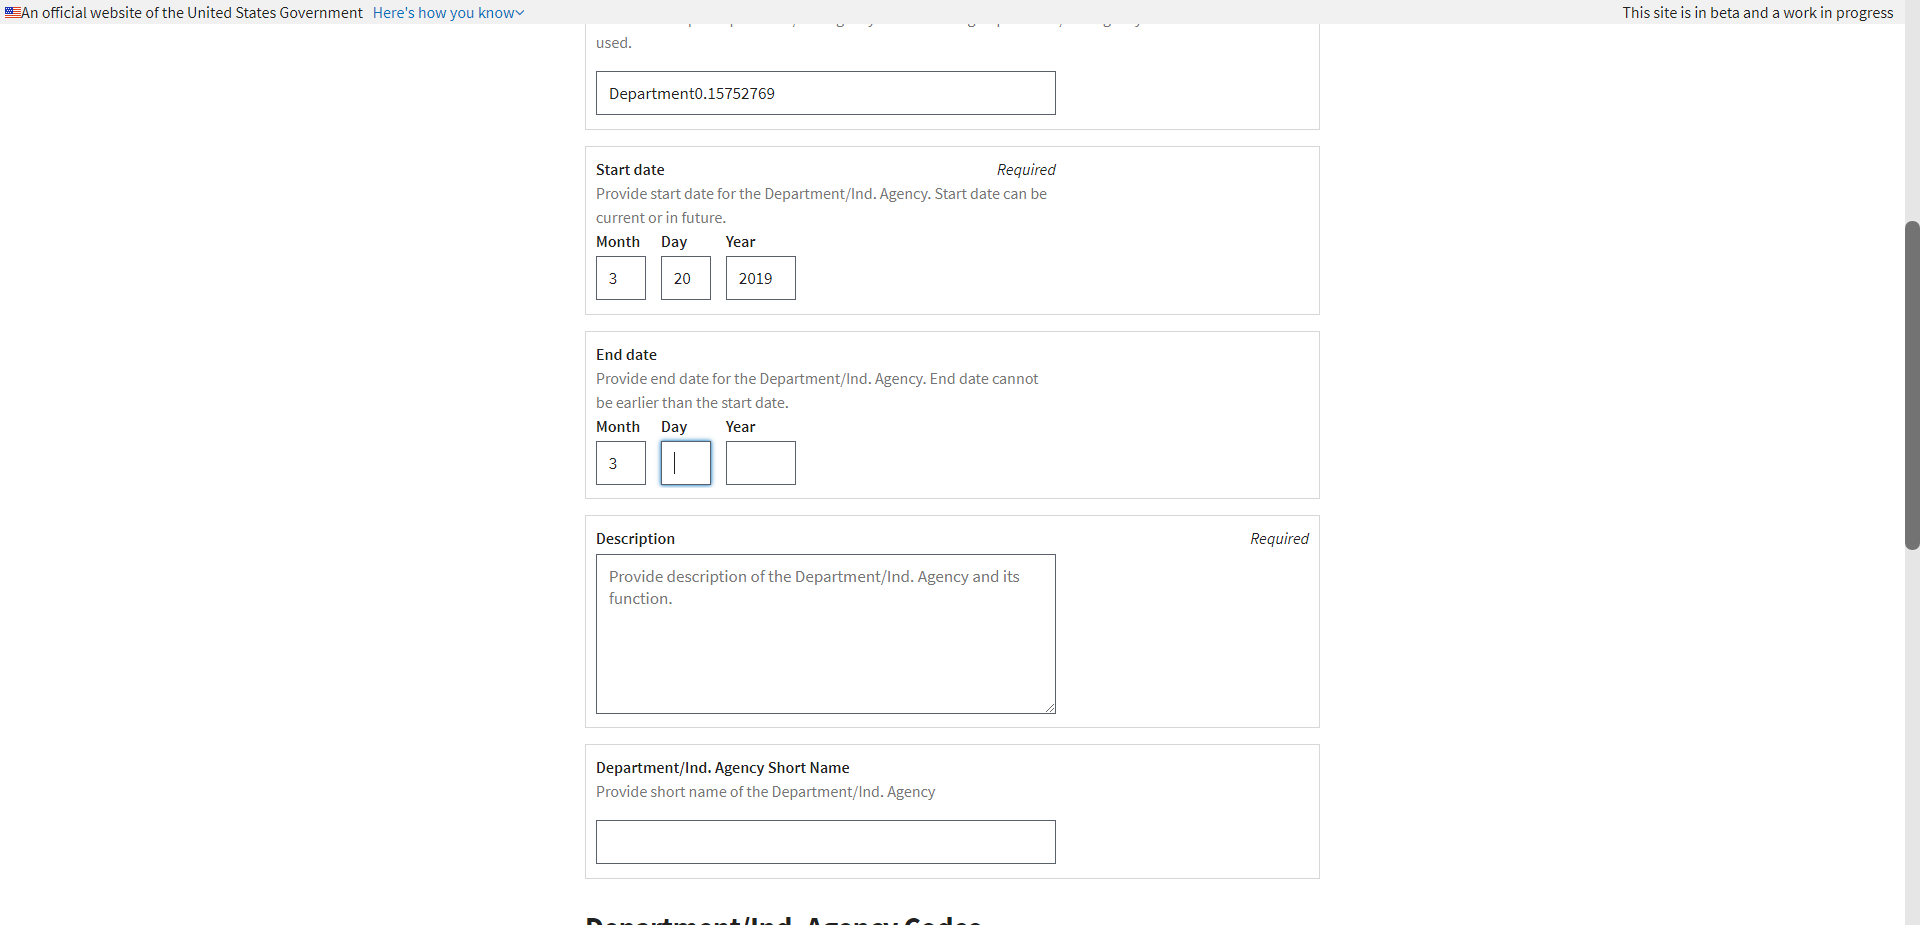 An official website of the United States Government Here's how you know
This site is in beta and a work in progress
used.
Department0.15752769
Start date
Required
Provide start date for the Department/Ind. Agency. Start date can be
current or in future.
Month Day Year
3 20 2019
End date
Provide end date for the Department/Ind. Agency. End date cannot
be earlier than the start date.
Month Day Year
3
Description
Required
Provide description of the Department/Ind. Agency and its
function.
Department/Ind. Agency Short Name
Provide short name of the Department/Ind. Agency
Department/Ind. Agency Codes